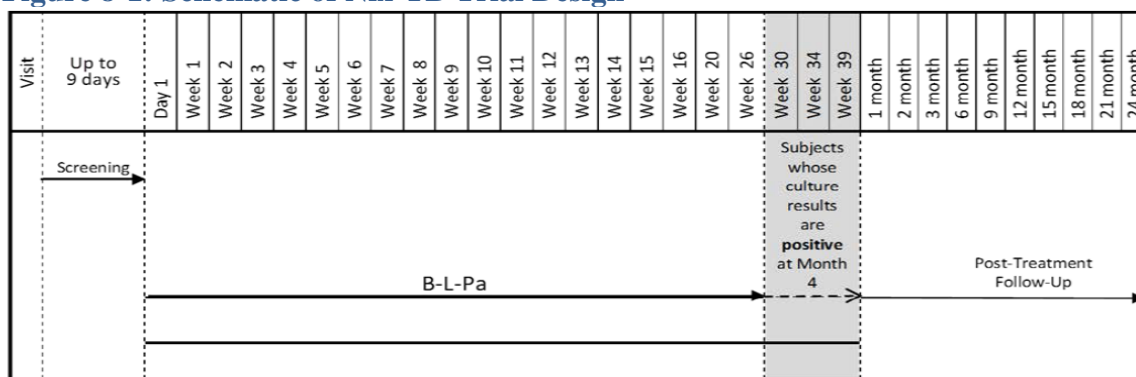 Visit
Up to
9 days
Day 1
Week 1
Week 2
Week 3
Week 4
Week 5
Week 6
Week 7
Week 8
Week 9
Week 10
Week 11
Week 12
Week 13
Week 14
Week 15
Week 16
Week 20
Week 26
Week 30
Week 34
Week 39
1 month
2 month
3 month
6 month
9 month
12 month
15 month
18 month
21 month
24 month
Screening
Subjects
whose
culture
results
are
positive
at Month
4
B-L-Pa
Post-Treatment
Follow-Up